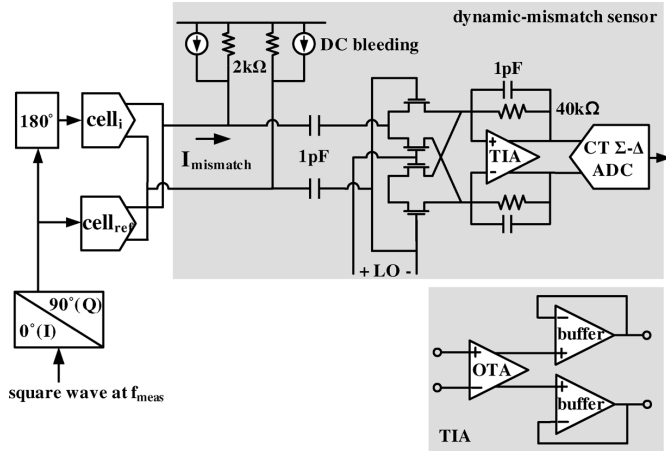 dynamic-mismatch sensor
DC bleeding
2kΩ
1pF
40kΩ
180°
cell_i
I_mismatch
1pF
+
TIA
-
CT Σ-Δ
ADC
cell_ref
+ LO -
90°(Q)
0°(I)
square wave at f_meas
-
buffer
+
+
OTA
-
+
buffer
-
TIA